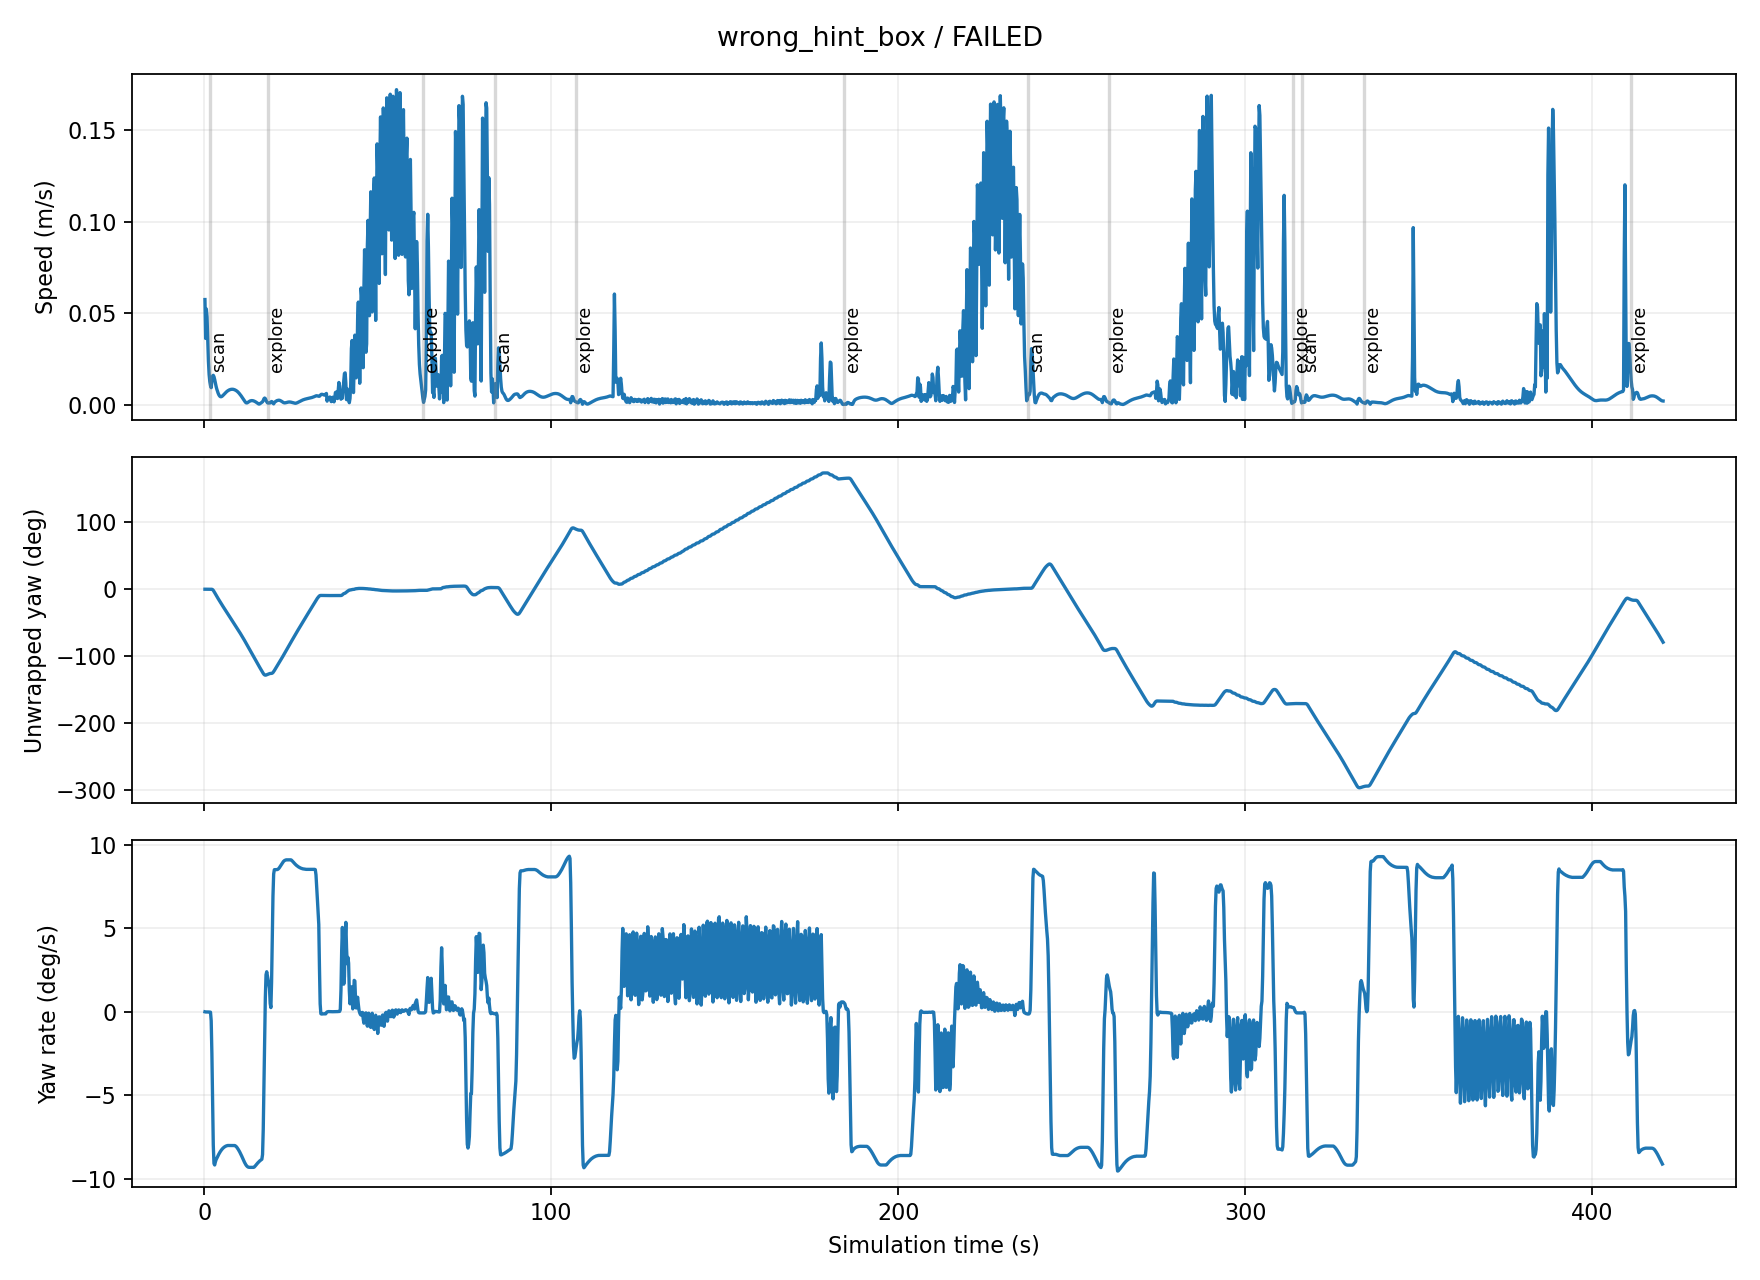 wrong_hint_box / FAILED
Speed (m/s)
0.15
0.10
0.05
0.00
scan
explore
explore
scan
explore
explore
scan
explore
explore
scan
explore
explore
Unwrapped yaw (deg)
100
0
−100
−200
−300
Yaw rate (deg/s)
10
5
0
−5
−10
0
100
200
300
400
Simulation time (s)